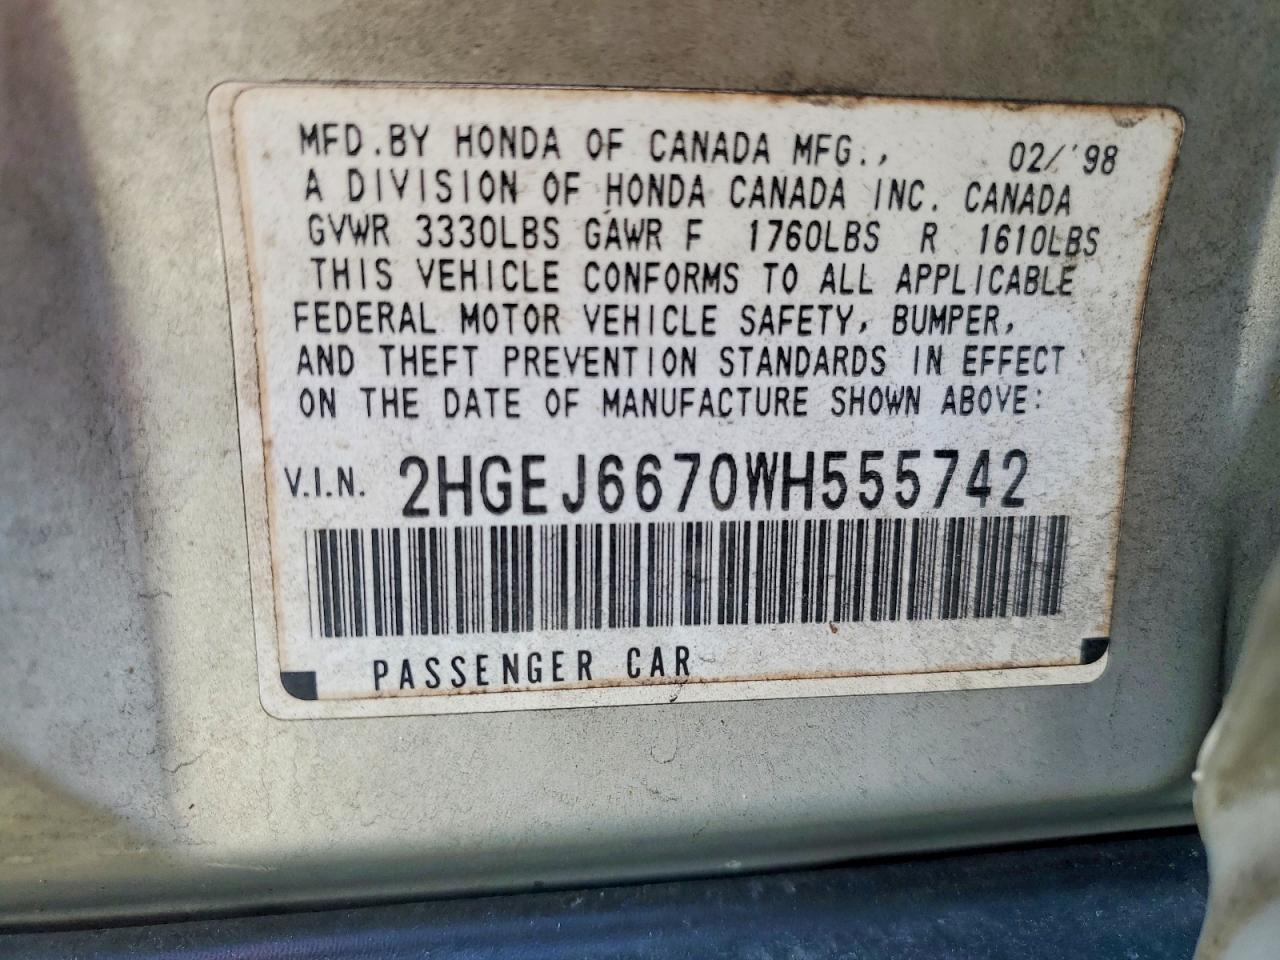 MFD.BY HONDA OF CANADA MFG., 02/'98
A DIVISION OF HONDA CANADA INC. CANADA
GVWR 3330LBS GAWR F 1760LBS R 1610LBS
THIS VEHICLE CONFORMS TO ALL APPLICABLE
FEDERAL MOTOR VEHICLE SAFETY, BUMPER,
AND THEFT PREVENTION STANDARDS IN EFFECT
ON THE DATE OF MANUFACTURE SHOWN ABOVE:
V.I.N. 2HGEJ6670WH555742
PASSENGER CAR